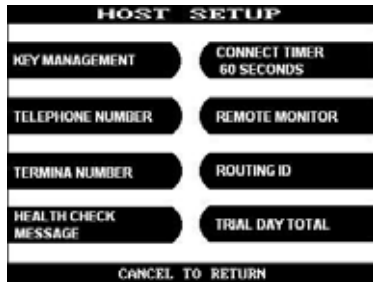 HOST SETUP
KEY MANAGEMENT
CONNECT TIMER
60 SECONDS
TELEPHONE NUMBER
REMOTE MONITOR
TERMINA NUMBER
ROUTING ID
HEALTH CHECK
MESSAGE
TRIAL DAY TOTAL
CANCEL TO RETURN